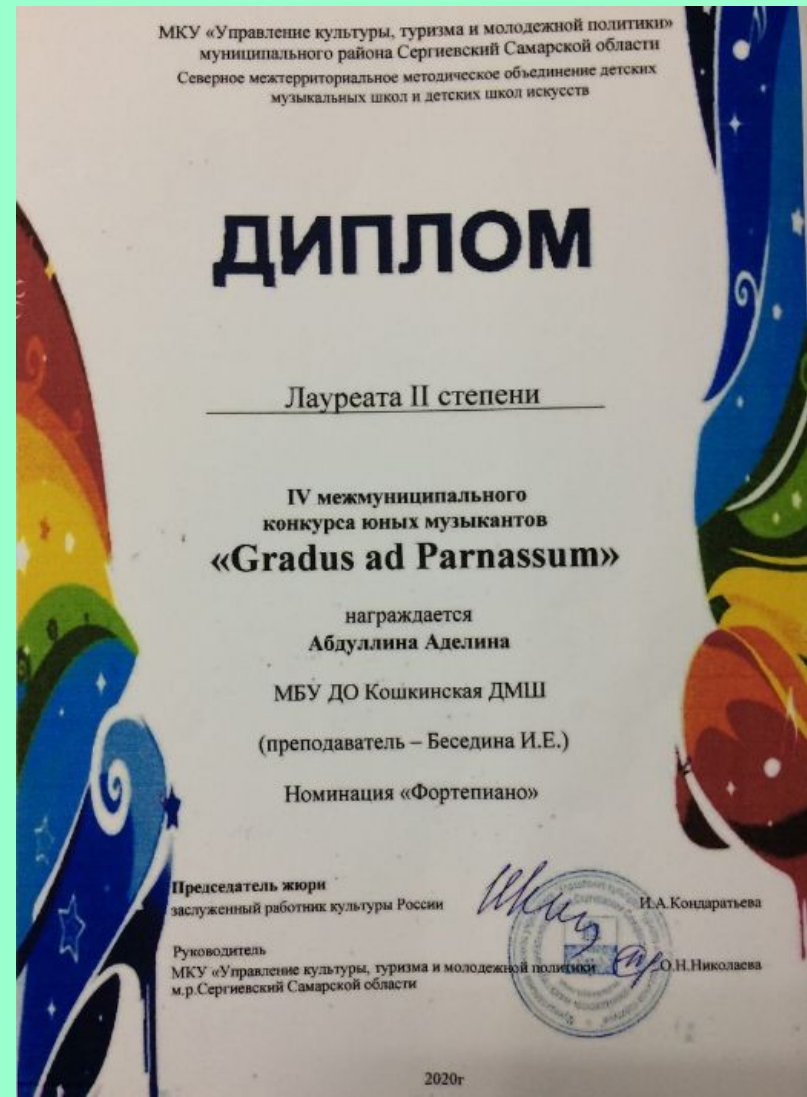 МКУ «Управление культуры, туризма и молодежной политики»
муниципального района Сергиевский Самарской области
Северное межтерриториальное методическое объединение детских
музыкальных школ и детских школ искусств
ДИПЛОМ
Лауреата II степени
IV межмуниципального
конкурса юных музыкантов
«Gradus ad Parnassum»
награждается
Абдуллина Аделина
МБУ ДО Кошкинская ДМШ
(преподаватель – Беседина И.Е.)
Номинация «Фортепиано»
Председатель жюри
заслуженный работник культуры России И.А.Кондаратьева
Руководитель
МКУ «Управление культуры, туризма и молодежной политики О.Н.Николаева
м.р.Сергиевский Самарской области
2020г